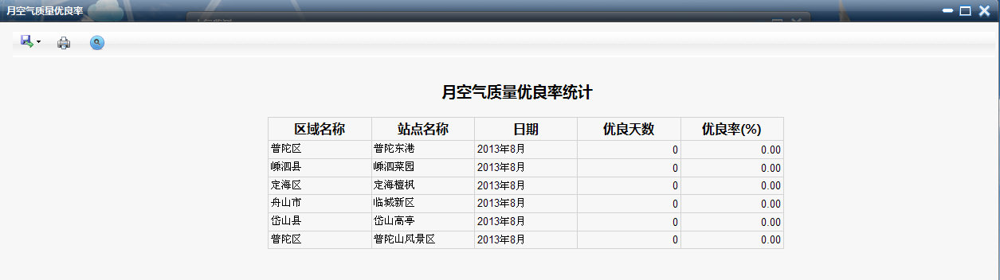 月空气质量优良率
月空气质量优良率统计
区域名称 站点名称 日期 优良天数 优良率(%)
普陀区 普陀东港 2013年8月 0 0.00
嵊泗县 嵊泗菜园 2013年8月 0 0.00
定海区 定海檀枫 2013年8月 0 0.00
舟山市 临城新区 2013年8月 0 0.00
岱山县 岱山高亭 2013年8月 0 0.00
普陀区 普陀山风景区 2013年8月 0 0.00